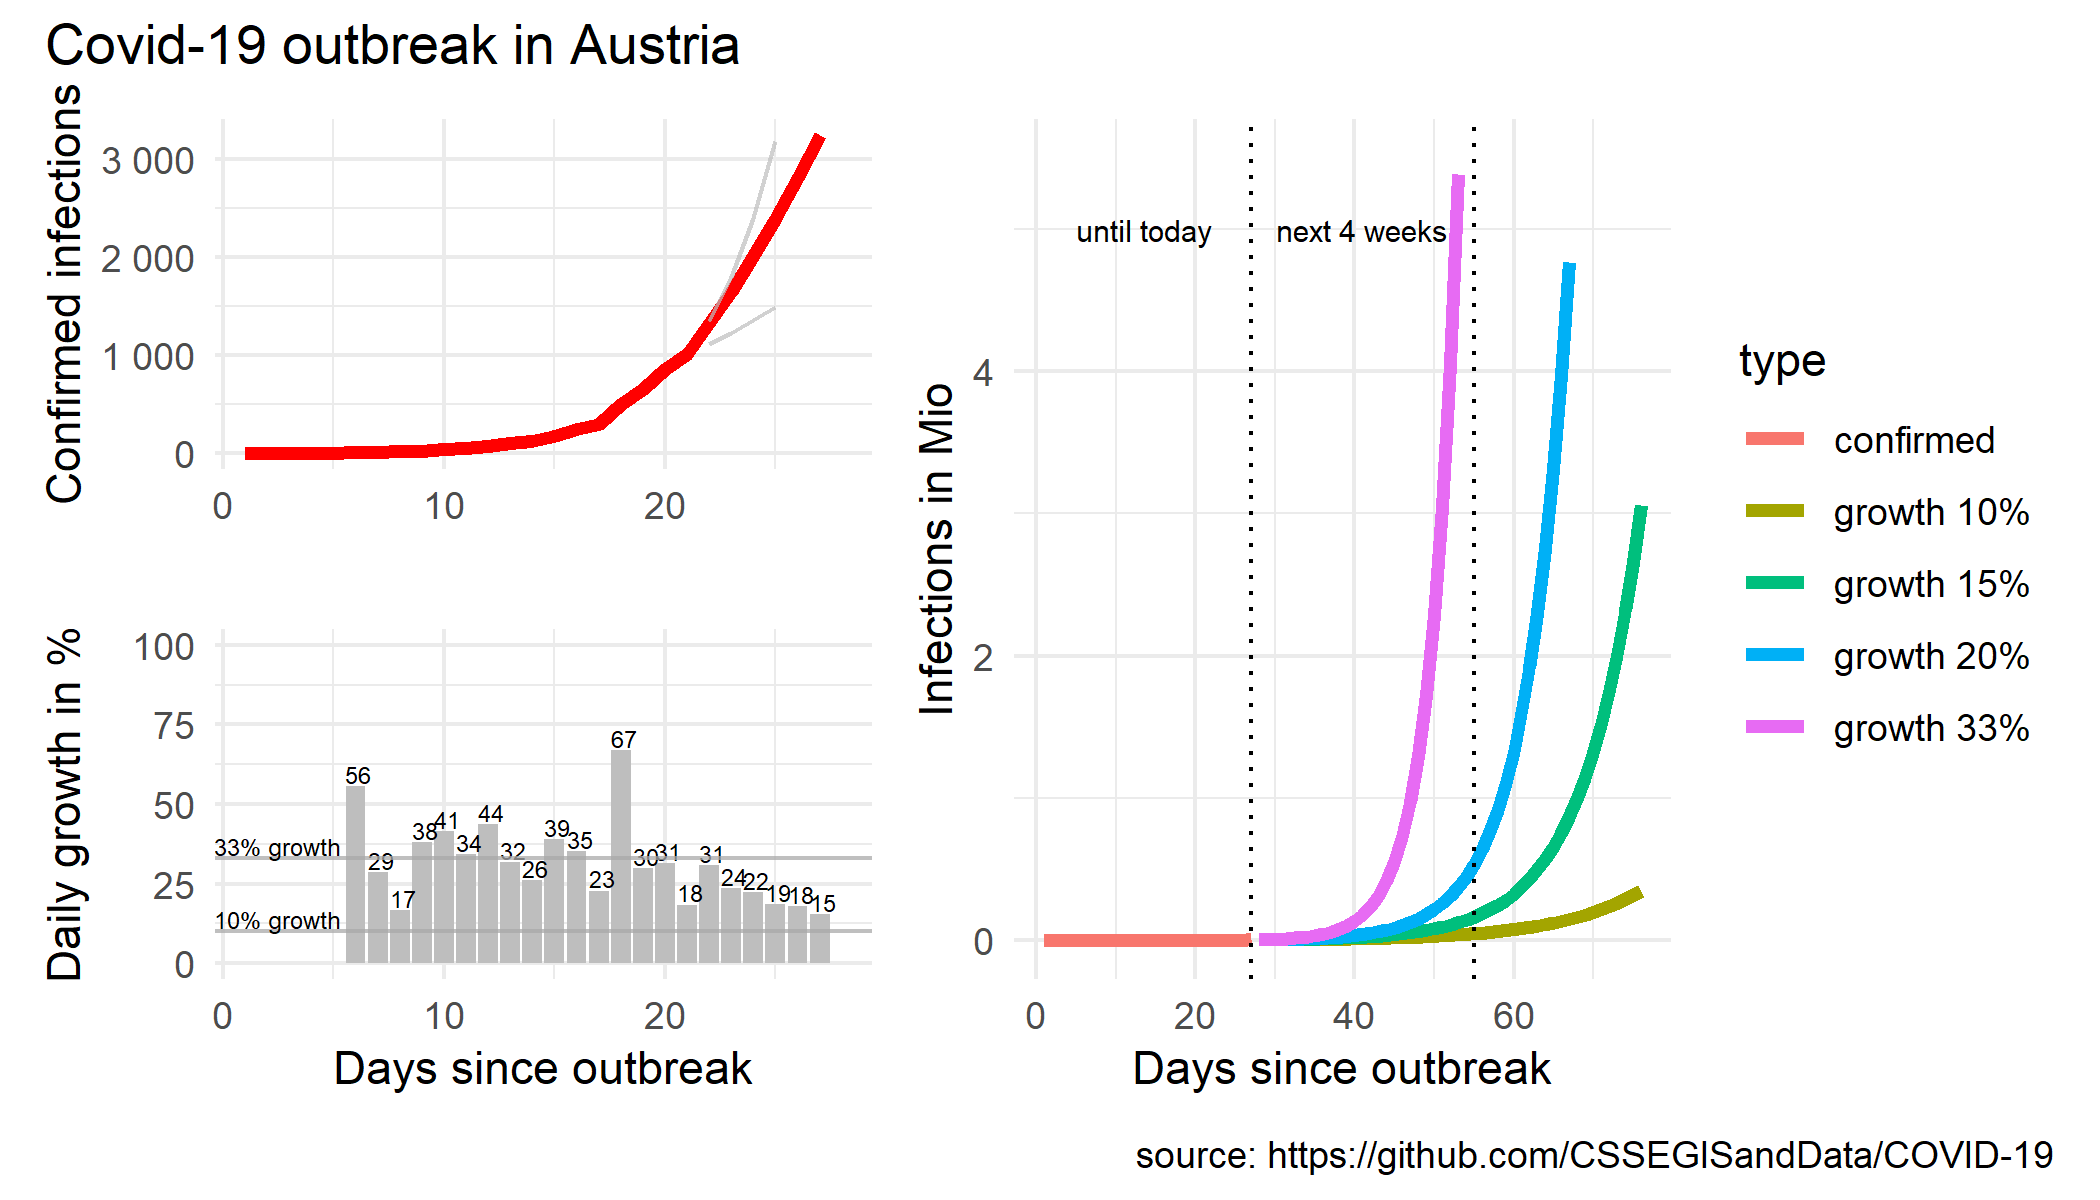 Covid-19 outbreak in Austria
Confirmed infections
3 000
2 000
1 000
0
0 10 20
Daily growth in %
100
75
50
25
0
33% growth
10% growth
56 29 17 38 41 34 44 32 26 39 35 23 67 30 31 18 31 24 22 19 18 15
0 10 20
Days since outbreak
Infections in Mio
4
2
0
until today
next 4 weeks
0 20 40 60
Days since outbreak
type
confirmed
growth 10%
growth 15%
growth 20%
growth 33%
source: https://github.com/CSSEGISandData/COVID-19